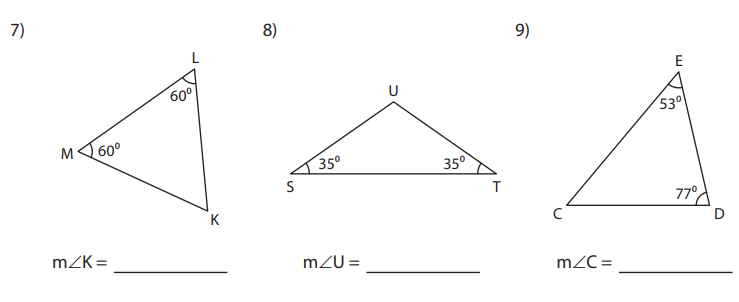 7)
L
60⁰
M
60⁰
K
m∠K = ____________
8)
U
35⁰
35⁰
S
T
m∠U = ____________
9)
E
53⁰
77⁰
C
D
m∠C = ____________